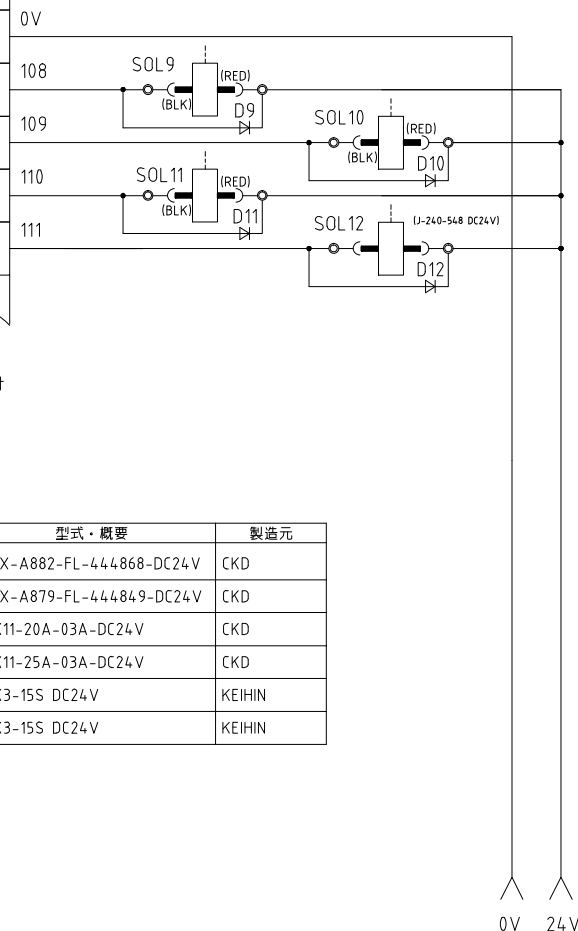 0V
108
SOL9
(RED)
(BLK)
D9
109
SOL10
(RED)
(BLK)
D10
110
SOL11
(RED)
(BLK)
D11
111
SOL12
(J-240-548 DC24V)
D12
型式・概要 製造元
X-A882-FL-444868-DC24V CKD
X-A879-FL-444849-DC24V CKD
11-20A-03A-DC24V CKD
11-25A-03A-DC24V CKD
3-15S DC24V KEIHIN
3-15S DC24V KEIHIN
0V 24V